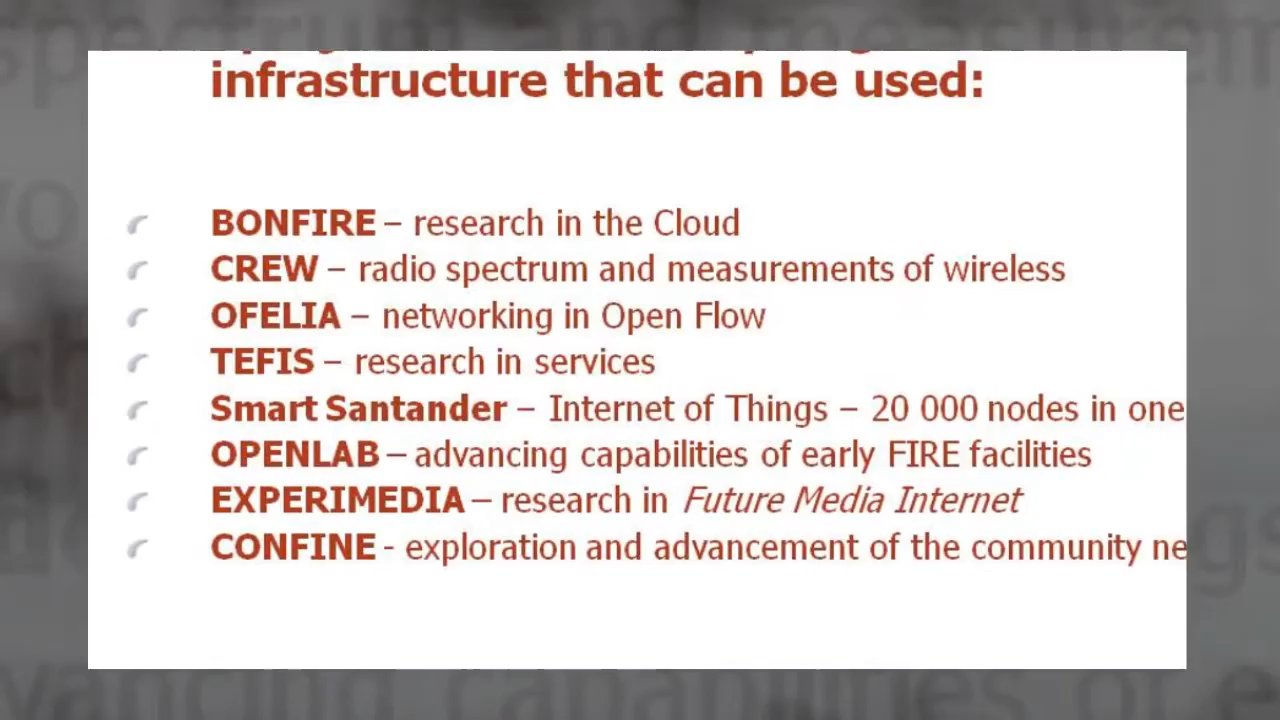 infrastructure that can be used:
BONFIRE – research in the Cloud
CREW – radio spectrum and measurements of wireless
OFELIA – networking in Open Flow
TEFIS – research in services
Smart Santander – Internet of Things – 20 000 nodes in one
OPENLAB – advancing capabilities of early FIRE facilities
EXPERIMEDIA – research in Future Media Internet
CONFINE - exploration and advancement of the community ne